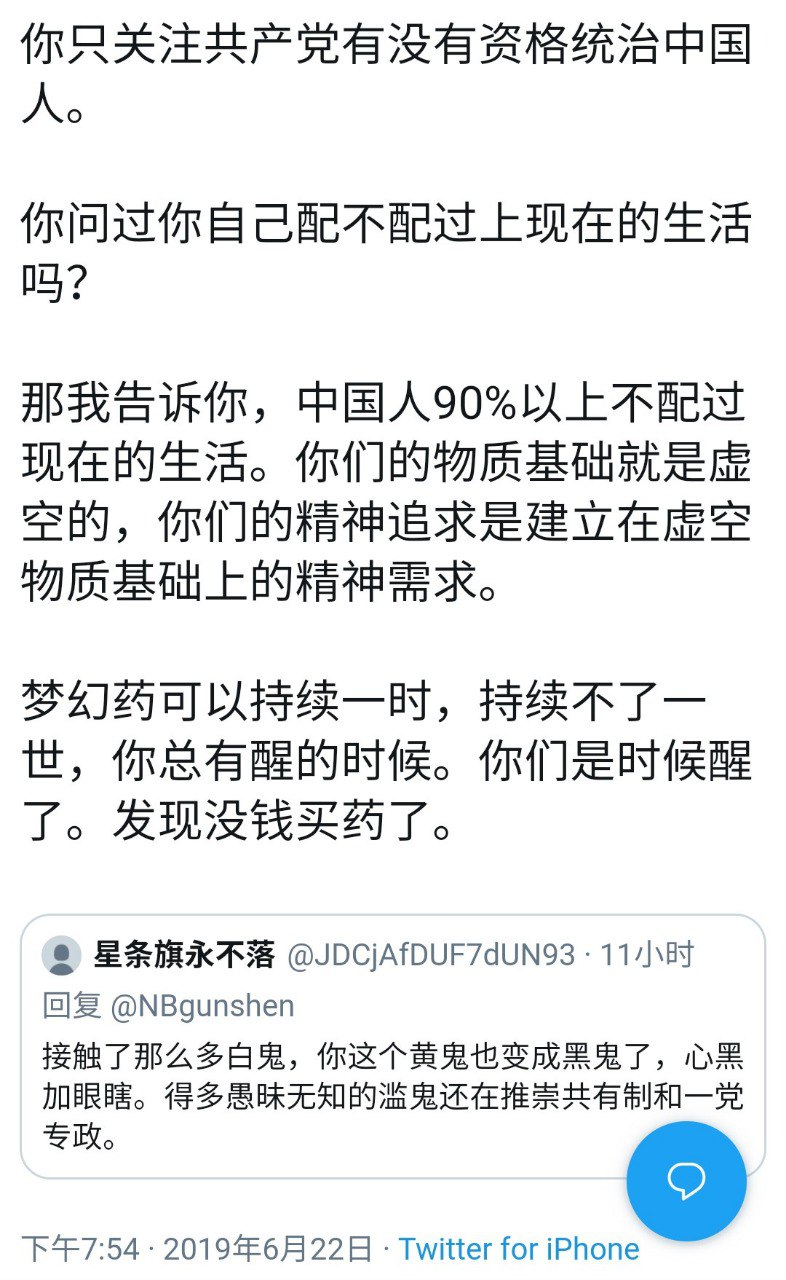 你只关注共产党有没有资格统治中国
人。
你问过你自己配不配过上现在的生活
吗？
那我告诉你，中国人90%以上不配过
现在的生活。你们的物质基础就是虚
空的，你们的精神追求是建立在虚空
物质基础上的精神需求。
梦幻药可以持续一时，持续不了一
世，你总有醒的时候。你们是时候醒
了。发现没钱买药了。
星条旗永不落 @JDCjAfDUF7dUN93 · 11小时
回复 @NBgunshen
接触了那么多白鬼，你这个黄鬼也变成黑鬼了，心黑
加眼瞎。得多愚昧无知的滥鬼还在推崇共有制和一党
专政。
下午7:54 · 2019年6月22日 · Twitter for iPhone